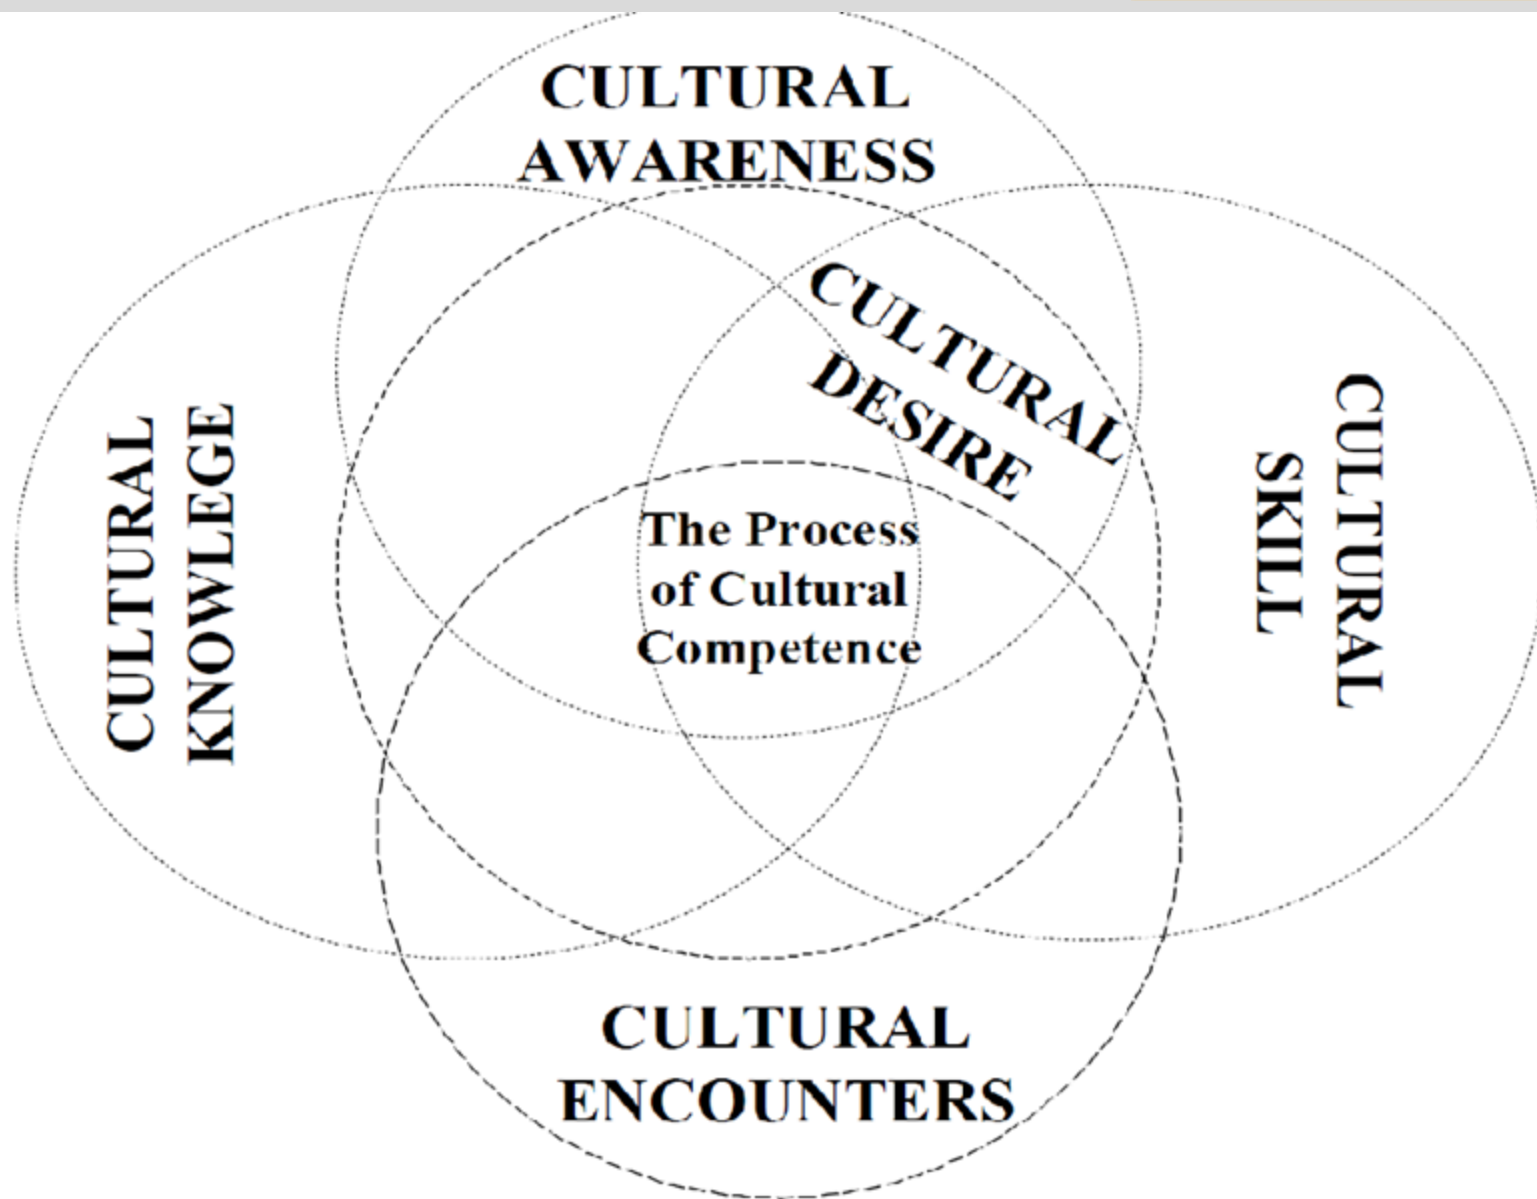 CULTURAL
AWARENESS
CULTURAL
DESIRE
CULTURAL
KNOWLEGE
The Process
of Cultural
Competence
CULTURAL
SKILL
CULTURAL
ENCOUNTERS